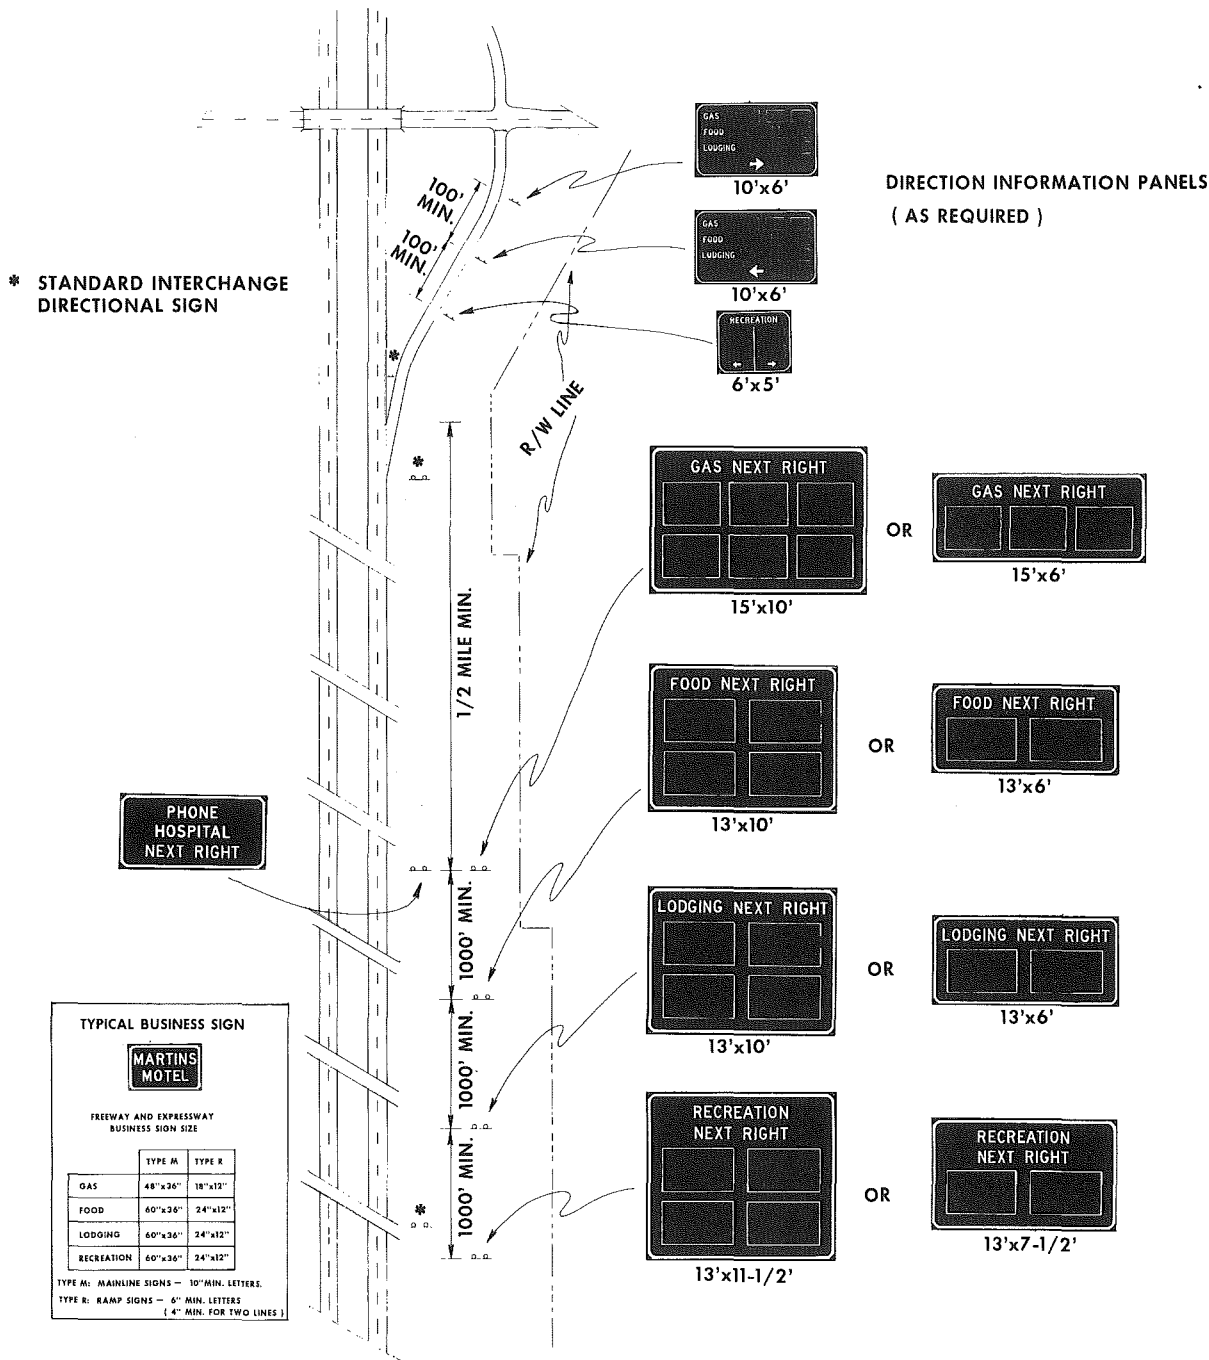 GAS
FOOD
LODGING
10'x6'
DIRECTION INFORMATION PANELS
( AS REQUIRED )
100'
MIN.
100'
MIN.
GAS
FOOD
LODGING
10'x6'
* STANDARD INTERCHANGE
DIRECTIONAL SIGN
RECREATION
6'x5'
*
R/W LINE
*
GAS NEXT RIGHT
15'x10'
OR
GAS NEXT RIGHT
15'x6'
1/2 MILE MIN.
FOOD NEXT RIGHT
13'x10'
OR
FOOD NEXT RIGHT
13'x6'
PHONE
HOSPITAL
NEXT RIGHT
1000' MIN.
LODGING NEXT RIGHT
13'x10'
OR
LODGING NEXT RIGHT
13'x6'
1000' MIN.
1000' MIN.
*
RECREATION
NEXT RIGHT
13'x11-1/2'
OR
RECREATION
NEXT RIGHT
13'x7-1/2'
TYPICAL BUSINESS SIGN
MARTINS
MOTEL
FREEWAY AND EXPRESSWAY
BUSINESS SIGN SIZE
TYPE M TYPE R
GAS 48"x36" 18"x12"
FOOD 60"x36" 24"x12"
LODGING 60"x36" 24"x12"
RECREATION 60"x36" 24"x12"
TYPE M: MAINLINE SIGNS – 10"MIN. LETTERS.
TYPE R: RAMP SIGNS – 6" MIN. LETTERS
( 4" MIN. FOR TWO LINES )